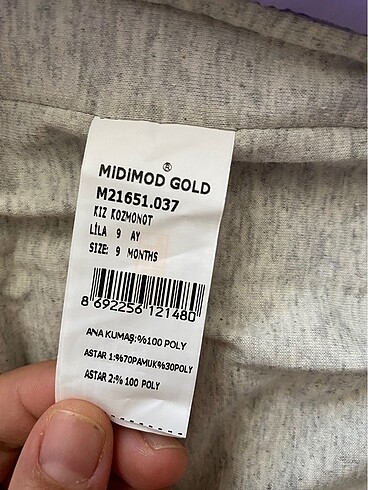 MIDIMOD GOLD®
M21651.037
KIZ KOZMONOT
LİLA 9 AY
SIZE: 9 MONTHS
8 692256 121480
ANA KUMAŞ:%100 POLY
ASTAR 1:%70PAMUK%30POLY
ASTAR 2:% 100 POLY